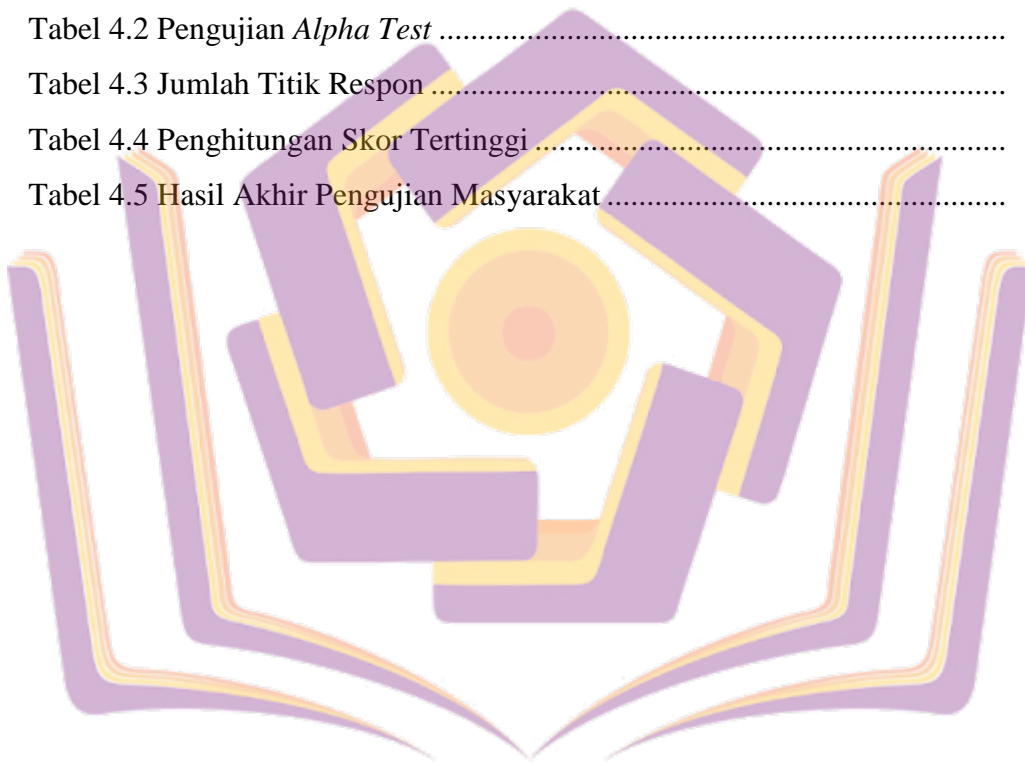 Tabel 4.2 Pengujian Alpha Test .......................................................................
Tabel 4.3 Jumlah Titik Respon ........................................................................
Tabel 4.4 Penghitungan Skor Tertinggi ...........................................................
Tabel 4.5 Hasil Akhir Pengujian Masyarakat ..................................................